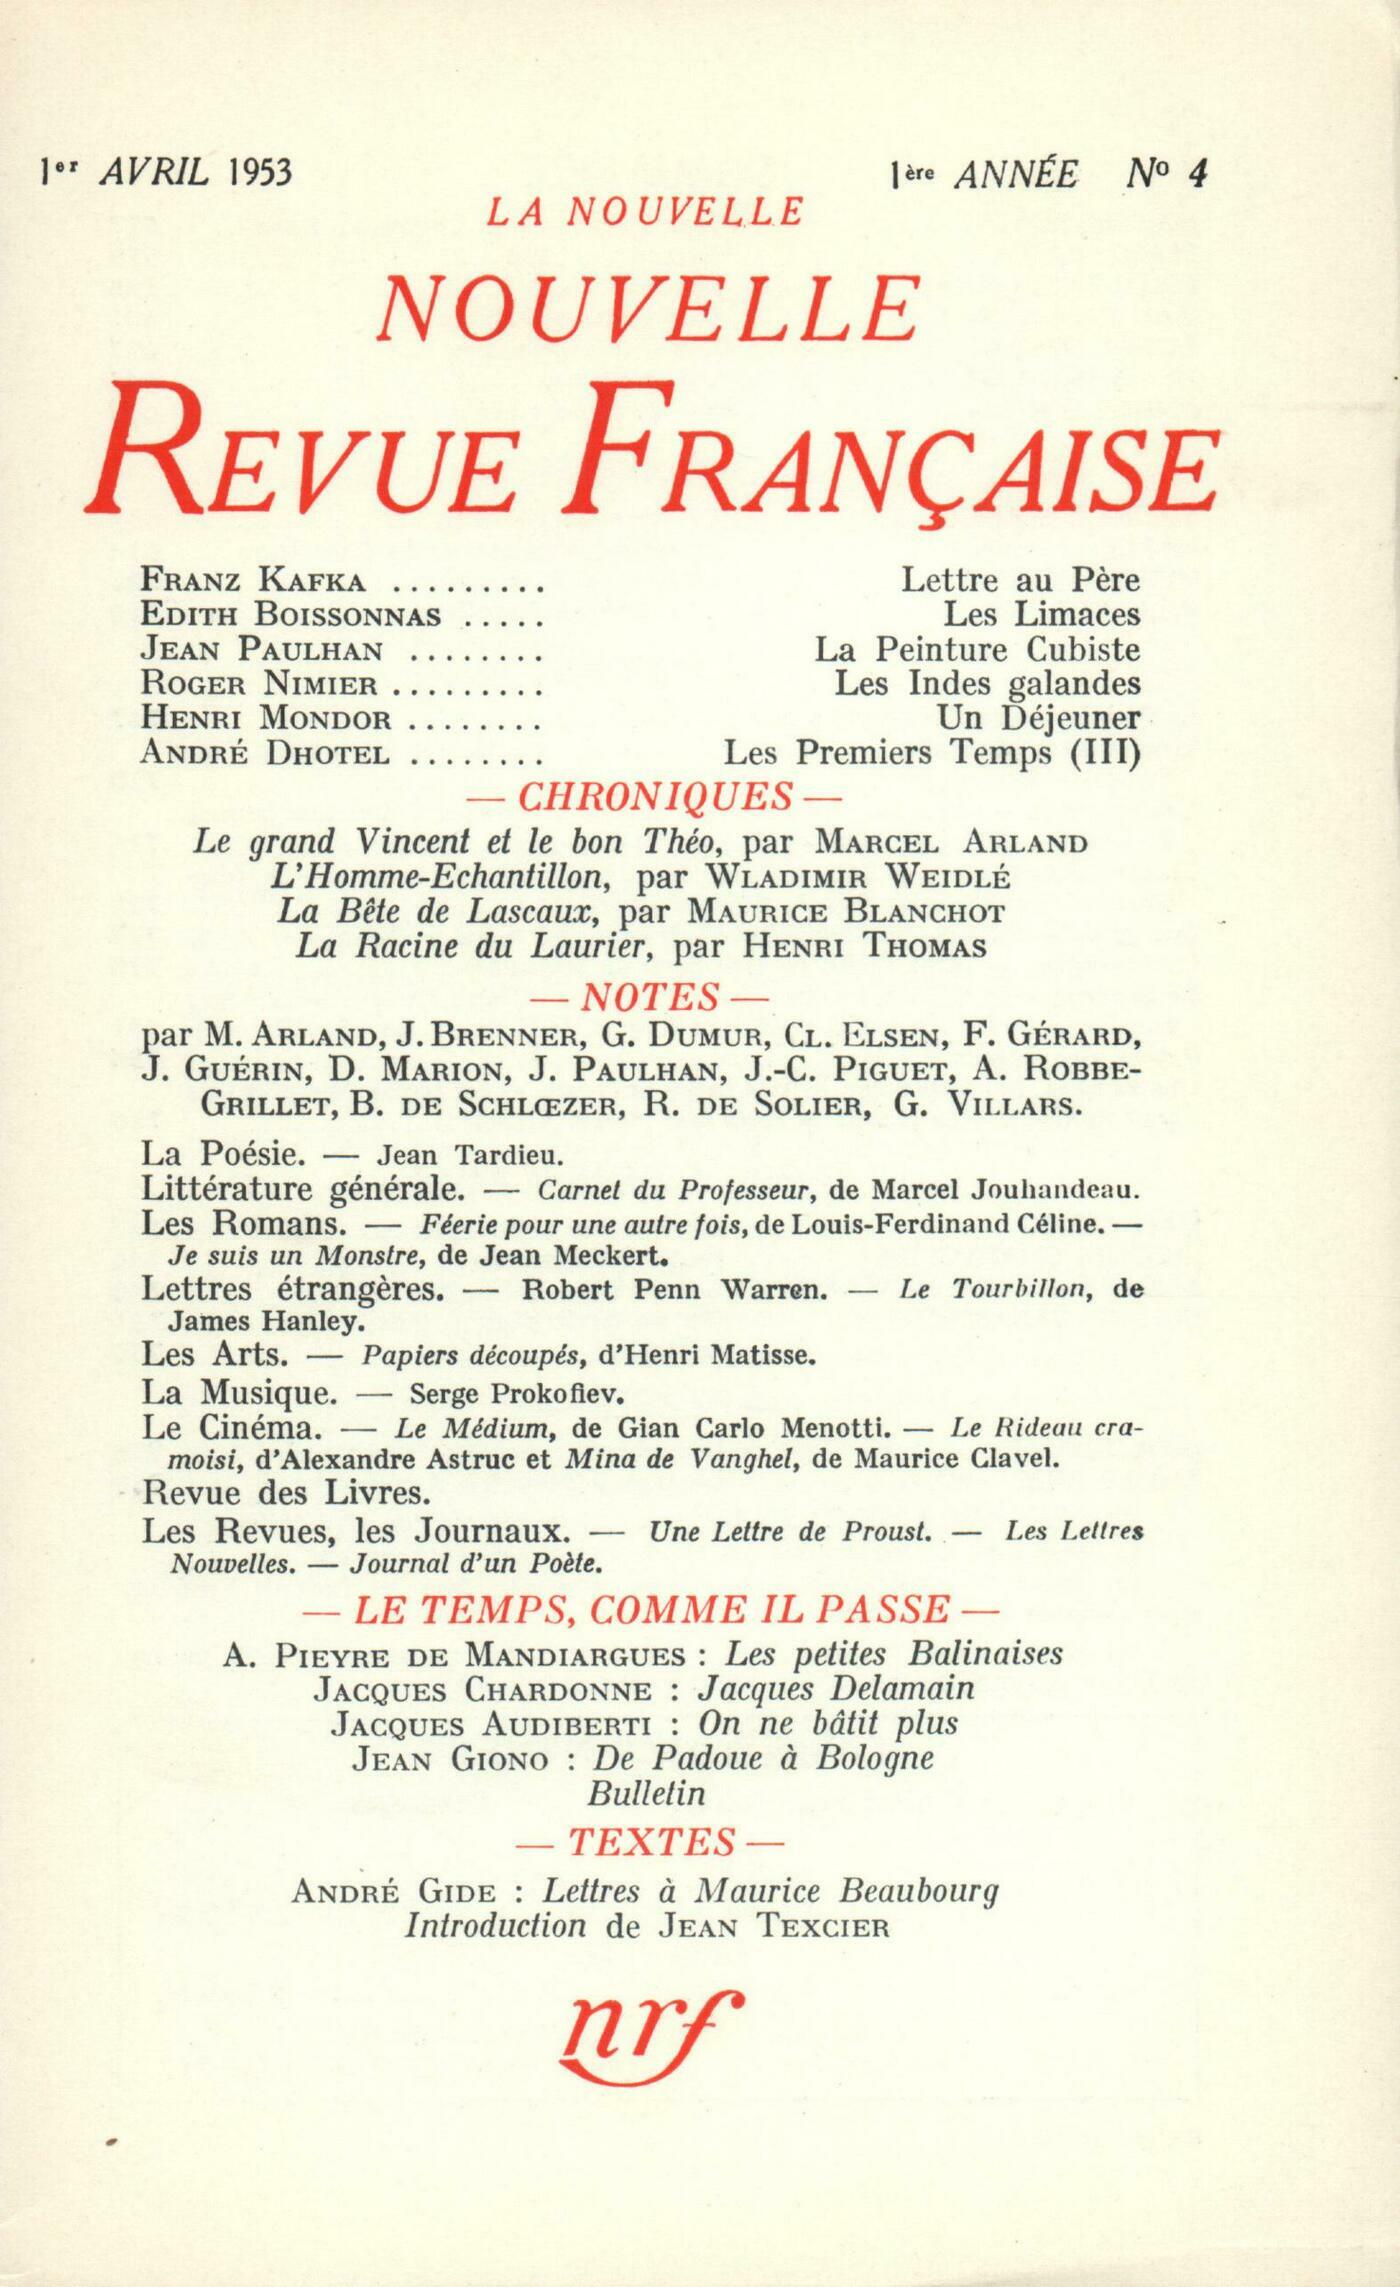 1er AVRIL 1953 1ère ANNÉE No 4
LA NOUVELLE
NOUVELLE
REVUE FRANÇAISE
FRANZ KAFKA ......... Lettre au Père
EDITH BOISSONNAS ..... Les Limaces
JEAN PAULHAN ........ La Peinture Cubiste
ROGER NIMIER ......... Les Indes galandes
HENRI MONDOR ........ Un Déjeuner
ANDRÉ DHOTEL ........ Les Premiers Temps (III)
— CHRONIQUES —
Le grand Vincent et le bon Théo, par MARCEL ARLAND
L'Homme-Echantillon, par WLADIMIR WEIDLÉ
La Bête de Lascaux, par MAURICE BLANCHOT
La Racine du Laurier, par HENRI THOMAS
— NOTES —
par M. ARLAND, J. BRENNER, G. DUMUR, CL. ELSEN, F. GÉRARD,
J. GUÉRIN, D. MARION, J. PAULHAN, J.-C. PIGUET, A. ROBBE-
GRILLET, B. DE SCHLŒZER, R. DE SOLIER, G. VILLARS.
La Poésie. — Jean Tardieu.
Littérature générale. — Carnet du Professeur, de Marcel Jouhandeau.
Les Romans. — Féerie pour une autre fois, de Louis-Ferdinand Céline. —
Je suis un Monstre, de Jean Meckert.
Lettres étrangères. — Robert Penn Warren. — Le Tourbillon, de
James Hanley.
Les Arts. — Papiers découpés, d'Henri Matisse.
La Musique. — Serge Prokofiev.
Le Cinéma. — Le Médium, de Gian Carlo Menotti. — Le Rideau cra-
moisi, d'Alexandre Astruc et Mina de Vanghel, de Maurice Clavel.
Revue des Livres.
Les Revues, les Journaux. — Une Lettre de Proust. — Les Lettres
Nouvelles. — Journal d'un Poète.
— LE TEMPS, COMME IL PASSE —
A. PIEYRE DE MANDIARGUES : Les petites Balinaises
JACQUES CHARDONNE : Jacques Delamain
JACQUES AUDIBERTI : On ne bâtit plus
JEAN GIONO : De Padoue à Bologne
Bulletin
— TEXTES —
ANDRÉ GIDE : Lettres à Maurice Beaubourg
Introduction de JEAN TEXCIER
nrf